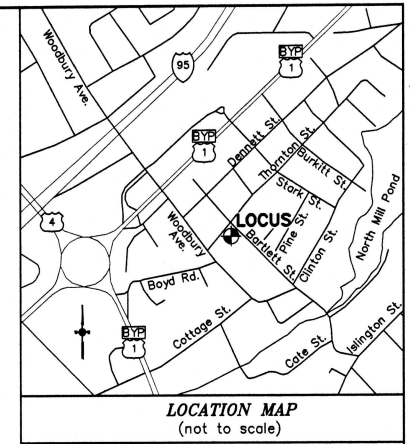 Woodbury Ave.
95
BYP
1
BYP
1
Dennett St.
Thornton St.
Burkitt St.
Stark St.
4
LOCUS
Woodbury
Ave.
Bartlett St.
Pine St.
Clinton St.
North Mill Pond
Boyd Rd.
BYP
1
Cottage St.
Cate St.
Islington St.
LOCATION MAP
(not to scale)